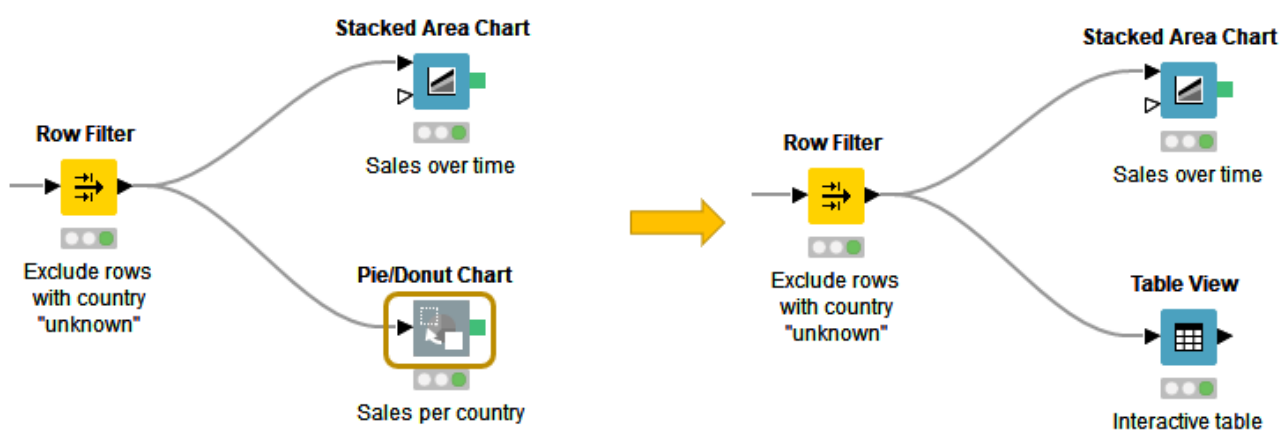 Stacked Area Chart
Sales over time
Row Filter
Exclude rows
with country
"unknown"
Pie/Donut Chart
Sales per country
Stacked Area Chart
Sales over time
Row Filter
Exclude rows
with country
"unknown"
Table View
Interactive table